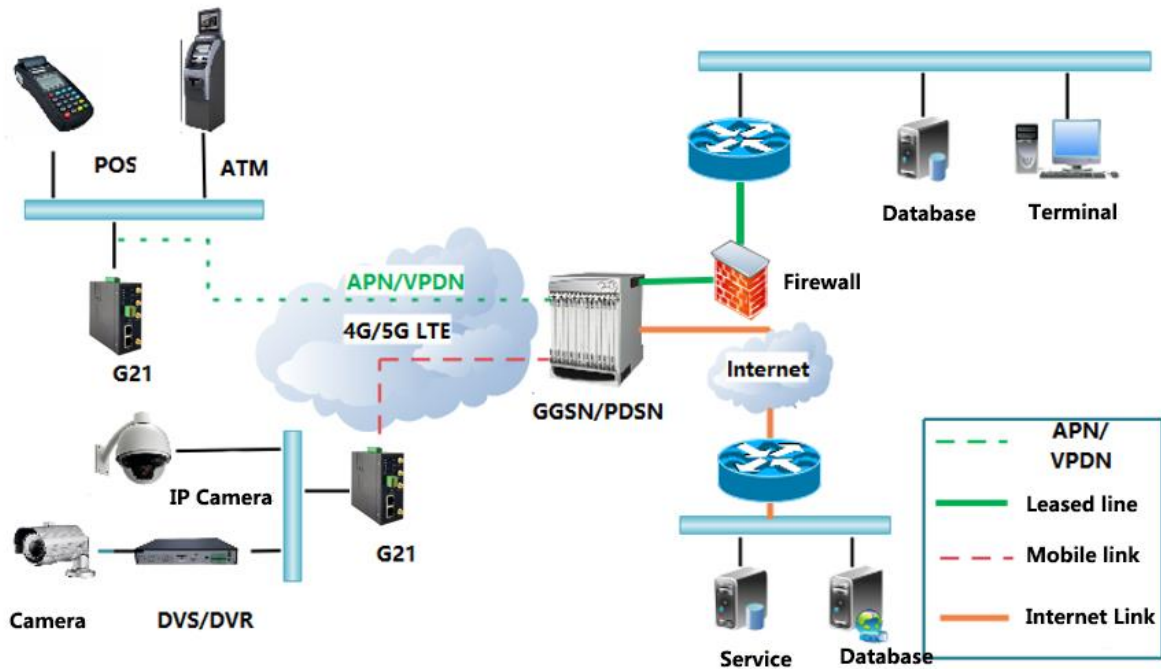 POS
ATM
Database
Terminal
APN/VPDN
Firewall
4G/5G LTE
G21
Internet
GGSN/PDSN
IP Camera
G21
Camera
DVS/DVR
Service
Database
APN/
VPDN
Leased line
Mobile link
Internet Link